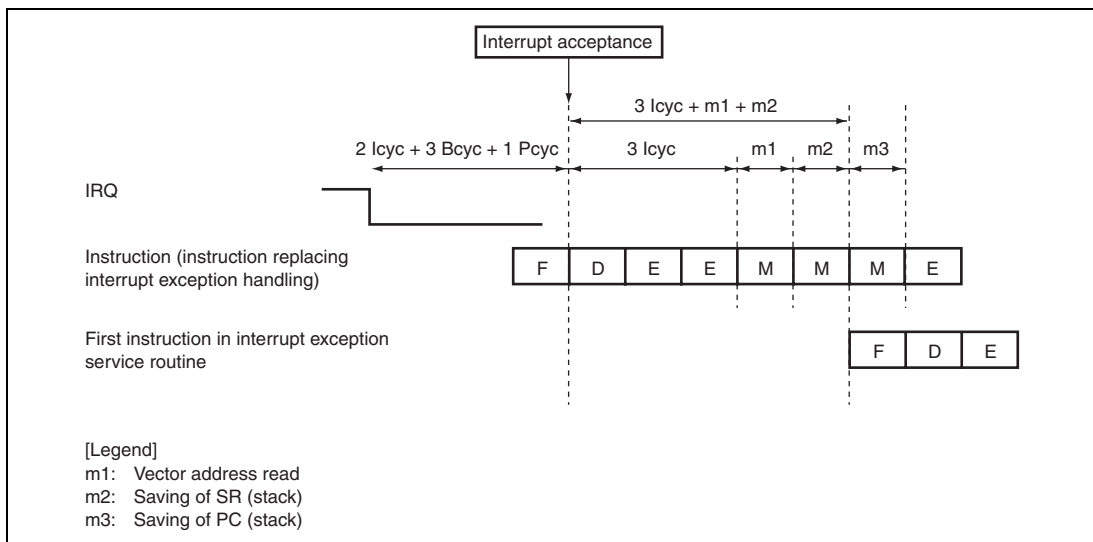 Interrupt acceptance
3 Icyc + m1 + m2
2 Icyc + 3 Bcyc + 1 Pcyc
3 Icyc
m1
m2
m3
IRQ
Instruction (instruction replacing
interrupt exception handling)
F D E E M M M E
First instruction in interrupt exception
service routine
F D E
[Legend]
m1: Vector address read
m2: Saving of SR (stack)
m3: Saving of PC (stack)